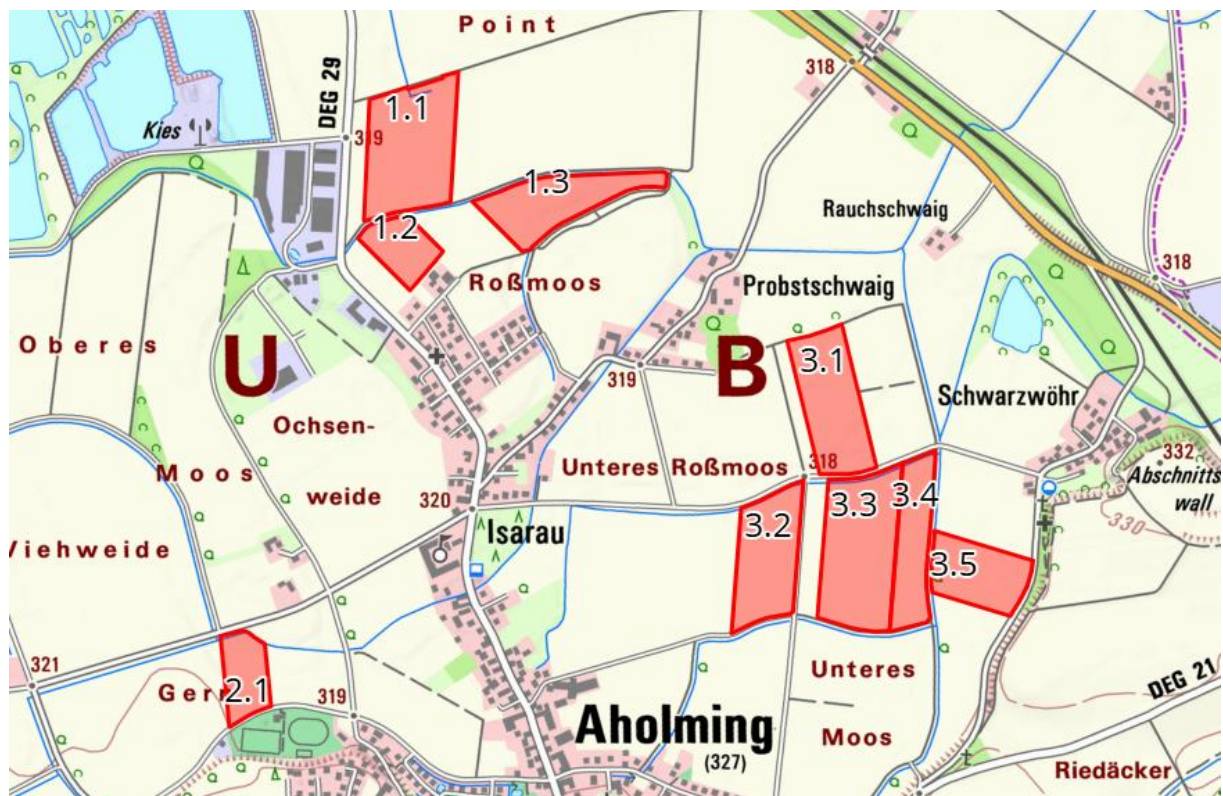 Point
DEG 29
318
Kies
319
1.1
1.3
1.2
Rauchschwaig
318
Roßmoos
Probstschwaig
Oberes
U
B
3.1
319
Schwarzwöhr
Ochsen-
weide
Moos
Unteres Roßmoos
318
332
Abschnitts
wall
320
Isarau
3.2
3.3
3.4
330
Viehweide
3.5
321
Gerr
2.1
319
Unteres
Moos
DEG 21
Aholming
(327)
Riedäcker